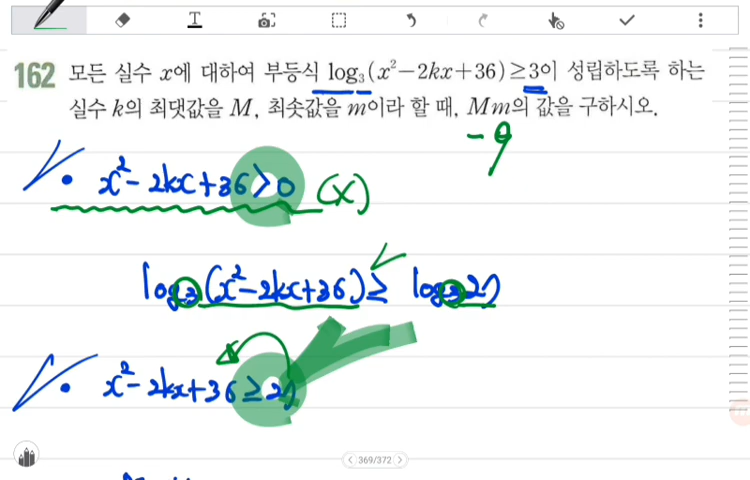 162 모든 실수 x에 대하여 부등식 log₃(x²−2kx+36)≥3이 성립하도록 하는
실수 k의 최댓값을 M, 최솟값을 m이라 할 때, Mm의 값을 구하시오.
-9
x²-2kx+36>0 (x)
log₃(x²-2kx+36)≥ log₃27
x²-2kx+36≥27
369/372